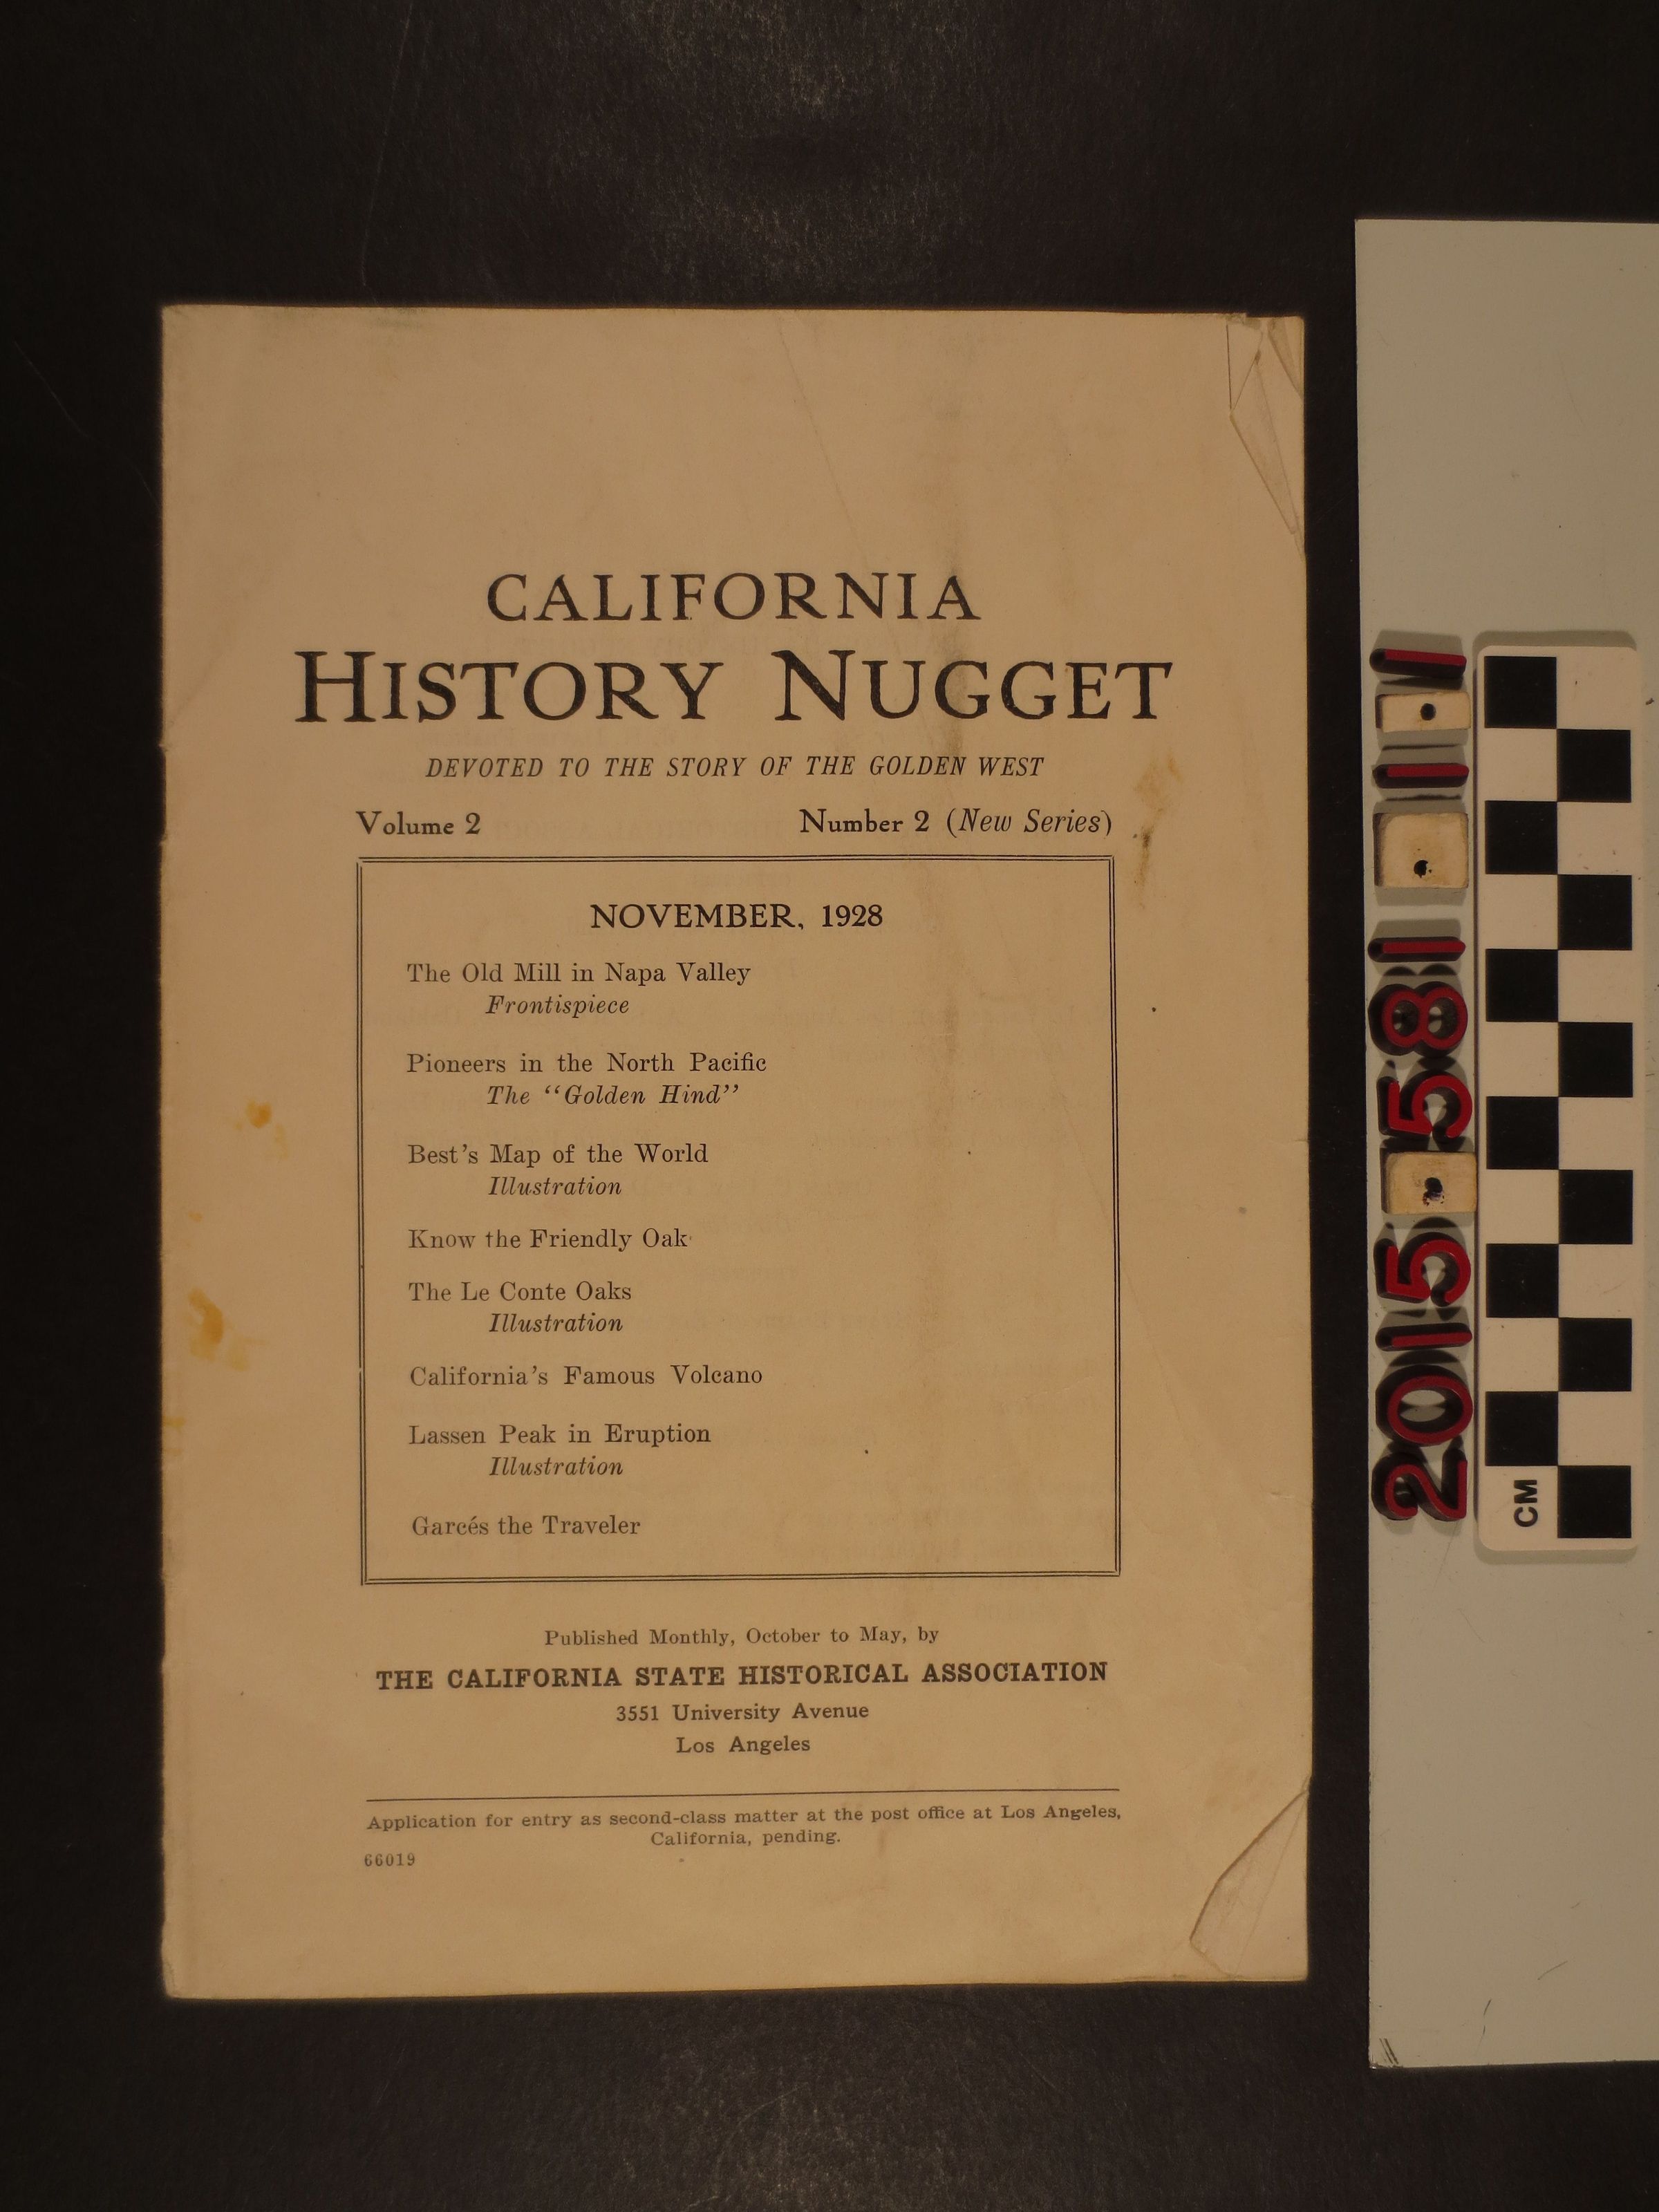 CALIFORNIA
HISTORY NUGGET
DEVOTED TO THE STORY OF THE GOLDEN WEST
Volume 2 Number 2 (New Series)
NOVEMBER, 1928
The Old Mill in Napa Valley
Frontispiece
Pioneers in the North Pacific
The “Golden Hind”
Best's Map of the World
Illustration
Know the Friendly Oak
The Le Conte Oaks
Illustration
California's Famous Volcano
Lassen Peak in Eruption
Illustration
Garcés the Traveler
Published Monthly, October to May, by
THE CALIFORNIA STATE HISTORICAL ASSOCIATION
3551 University Avenue
Los Angeles
Application for entry as second-class matter at the post office at Los Angeles,
California, pending.
66019
2015.581.1.1
CM